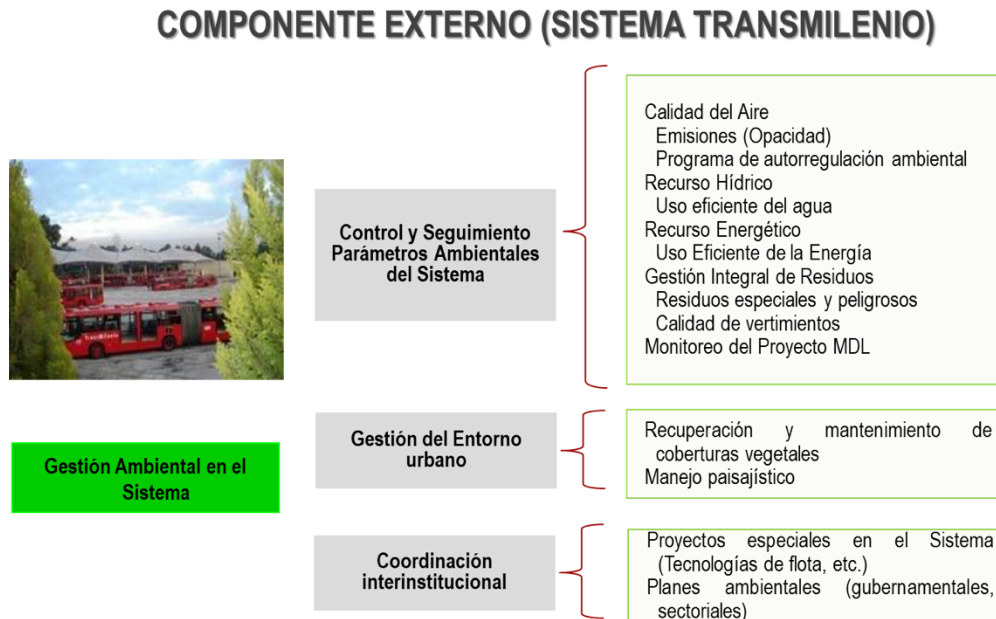 COMPONENTE EXTERNO (SISTEMA TRANSMILENIO)
Control y Seguimiento
Parámetros Ambientales
del Sistema
Calidad del Aire
Emisiones (Opacidad)
Programa de autorregulación ambiental
Recurso Hídrico
Uso eficiente del agua
Recurso Energético
Uso Eficiente de la Energía
Gestión Integral de Residuos
Residuos especiales y peligrosos
Calidad de vertimientos
Monitoreo del Proyecto MDL
TransMilenio
Gestión Ambiental en el
Sistema
Gestión del Entorno
urbano
Recuperación y mantenimiento de
coberturas vegetales
Manejo paisajístico
Coordinación
interinstitucional
Proyectos especiales en el Sistema
(Tecnologías de flota, etc.)
Planes ambientales (gubernamentales,
sectoriales)